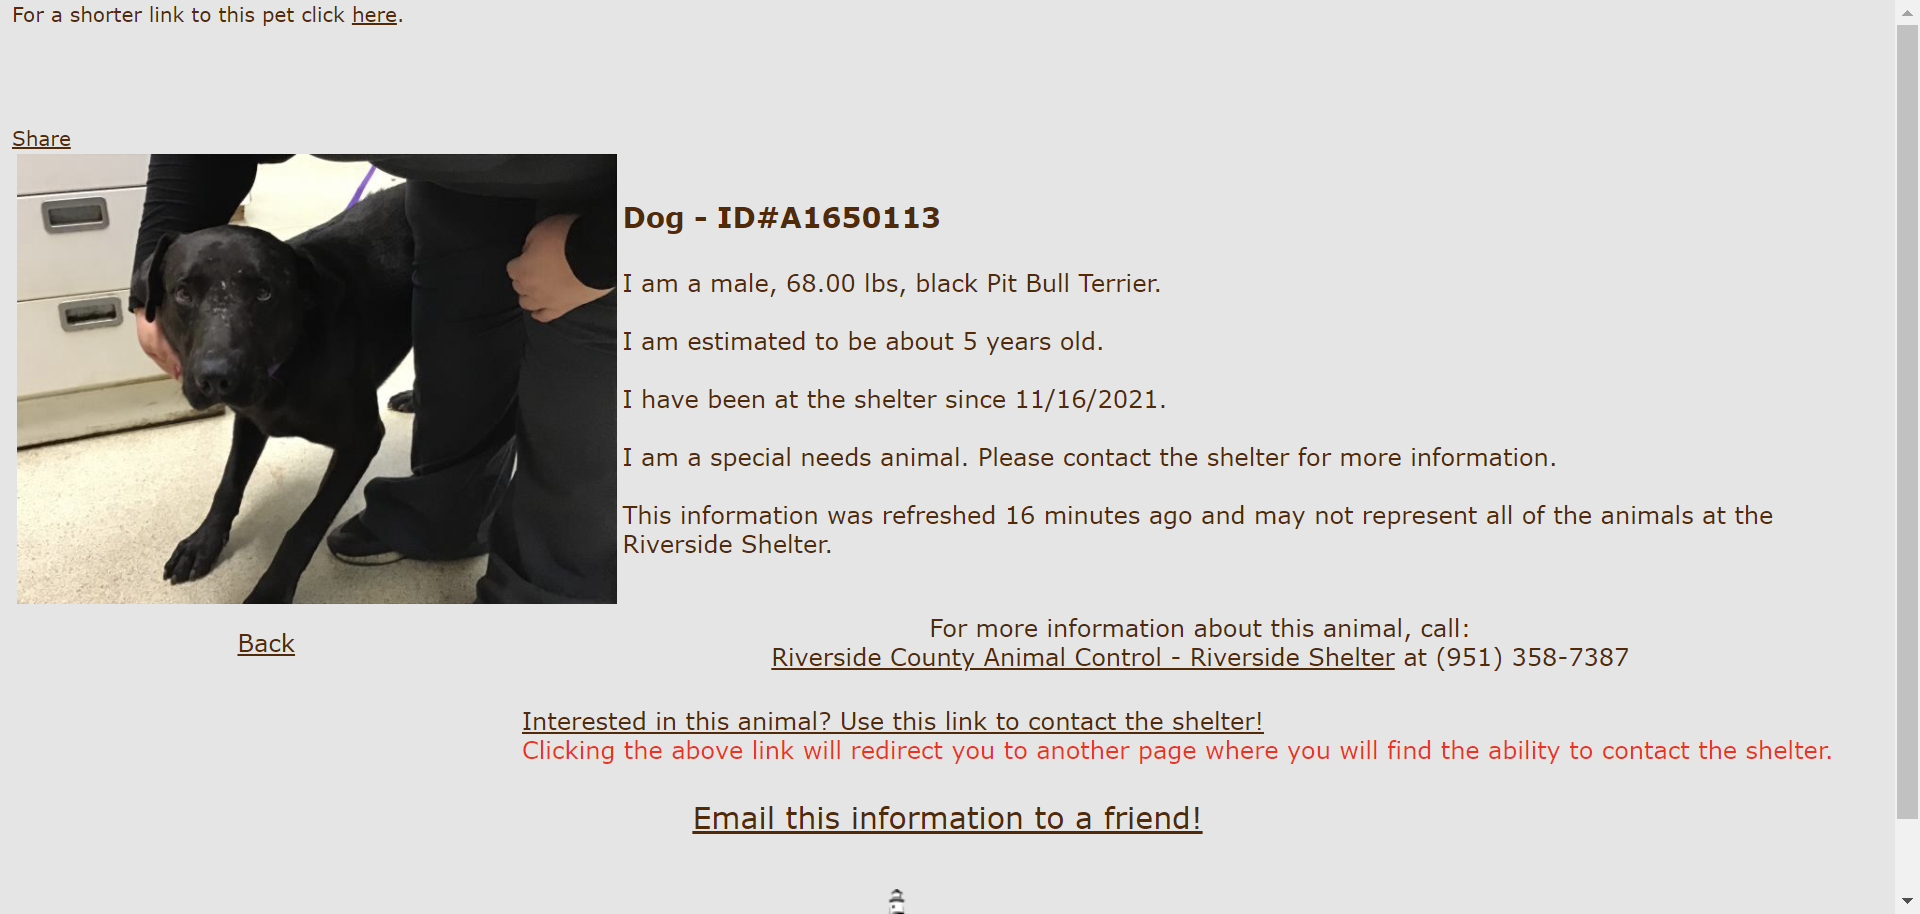 For a shorter link to this pet click here.
Share
Dog - ID#A1650113
I am a male, 68.00 lbs, black Pit Bull Terrier.
I am estimated to be about 5 years old.
I have been at the shelter since 11/16/2021.
I am a special needs animal. Please contact the shelter for more information.
This information was refreshed 16 minutes ago and may not represent all of the animals at the
Riverside Shelter.
Back
For more information about this animal, call:
Riverside County Animal Control - Riverside Shelter at (951) 358-7387
Interested in this animal? Use this link to contact the shelter!
Clicking the above link will redirect you to another page where you will find the ability to contact the shelter.
Email this information to a friend!